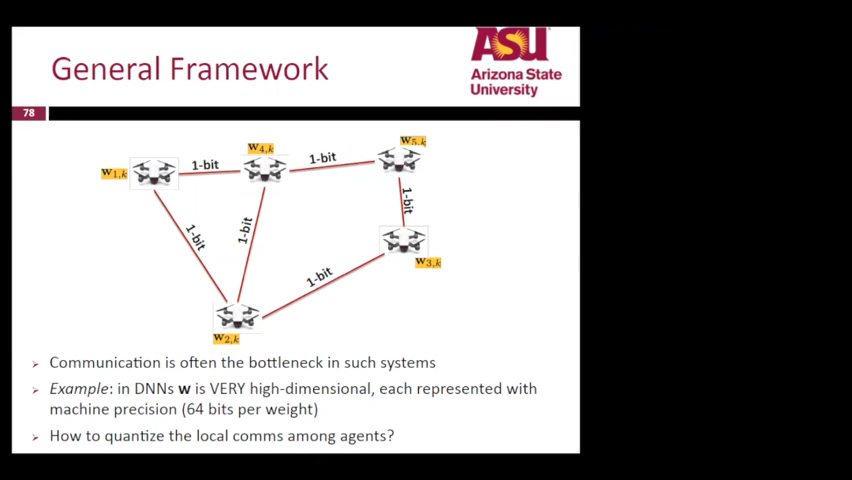 ASU
General Framework
Arizona State
University
78
w5,k
w4,k
1-bit
1-bit
w1,k
1-bit
1-bit
1-bit
w3,k
1-bit
w2,k
Communication is often the bottleneck in such systems
Example: in DNNs w is VERY high-dimensional, each represented with
machine precision (64 bits per weight)
How to quantize the local comms among agents?